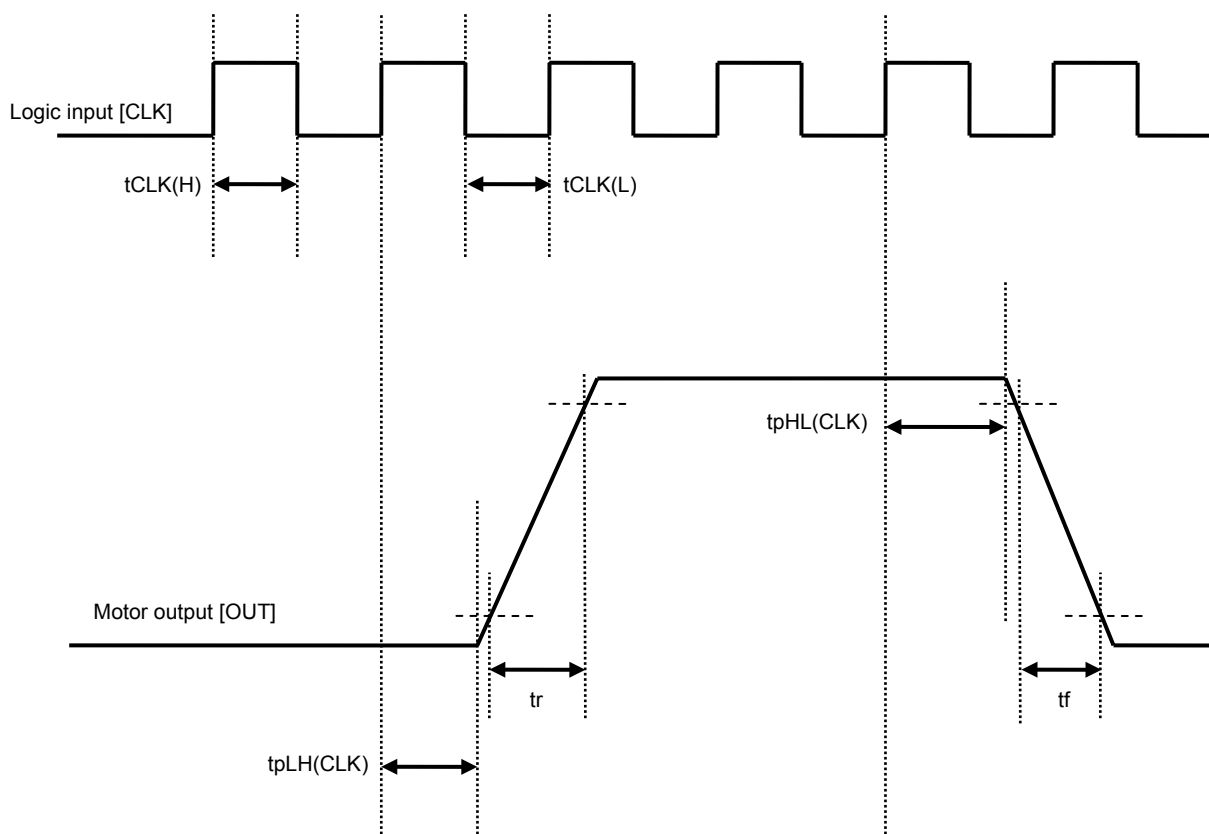 Logic input [CLK]
tCLK(H)
tCLK(L)
tpHL(CLK)
Motor output [OUT]
tr
tf
tpLH(CLK)